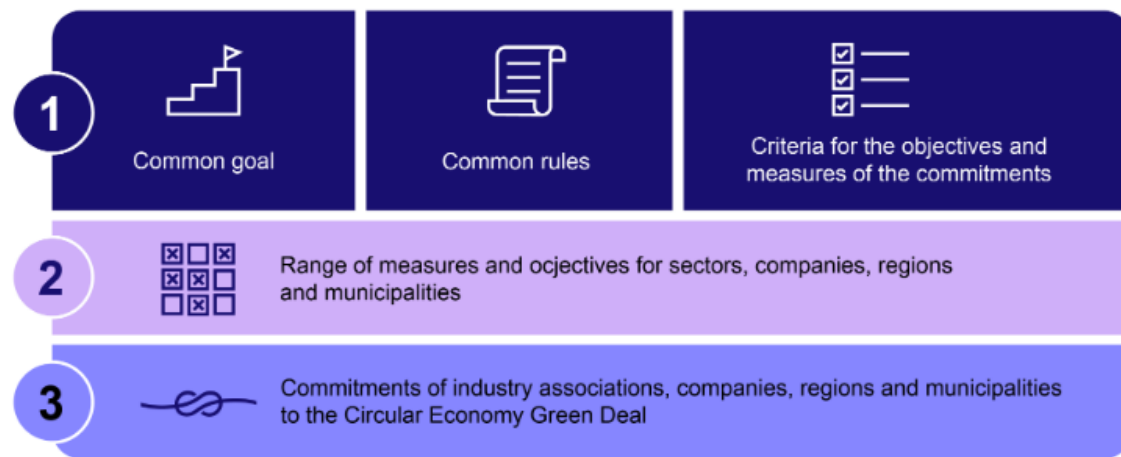 1
Common goal
Common rules
Criteria for the objectives and
measures of the commitments
2
Range of measures and ocjectives for sectors, companies, regions
and municipalities
3
Commitments of industry associations, companies, regions and municipalities
to the Circular Economy Green Deal